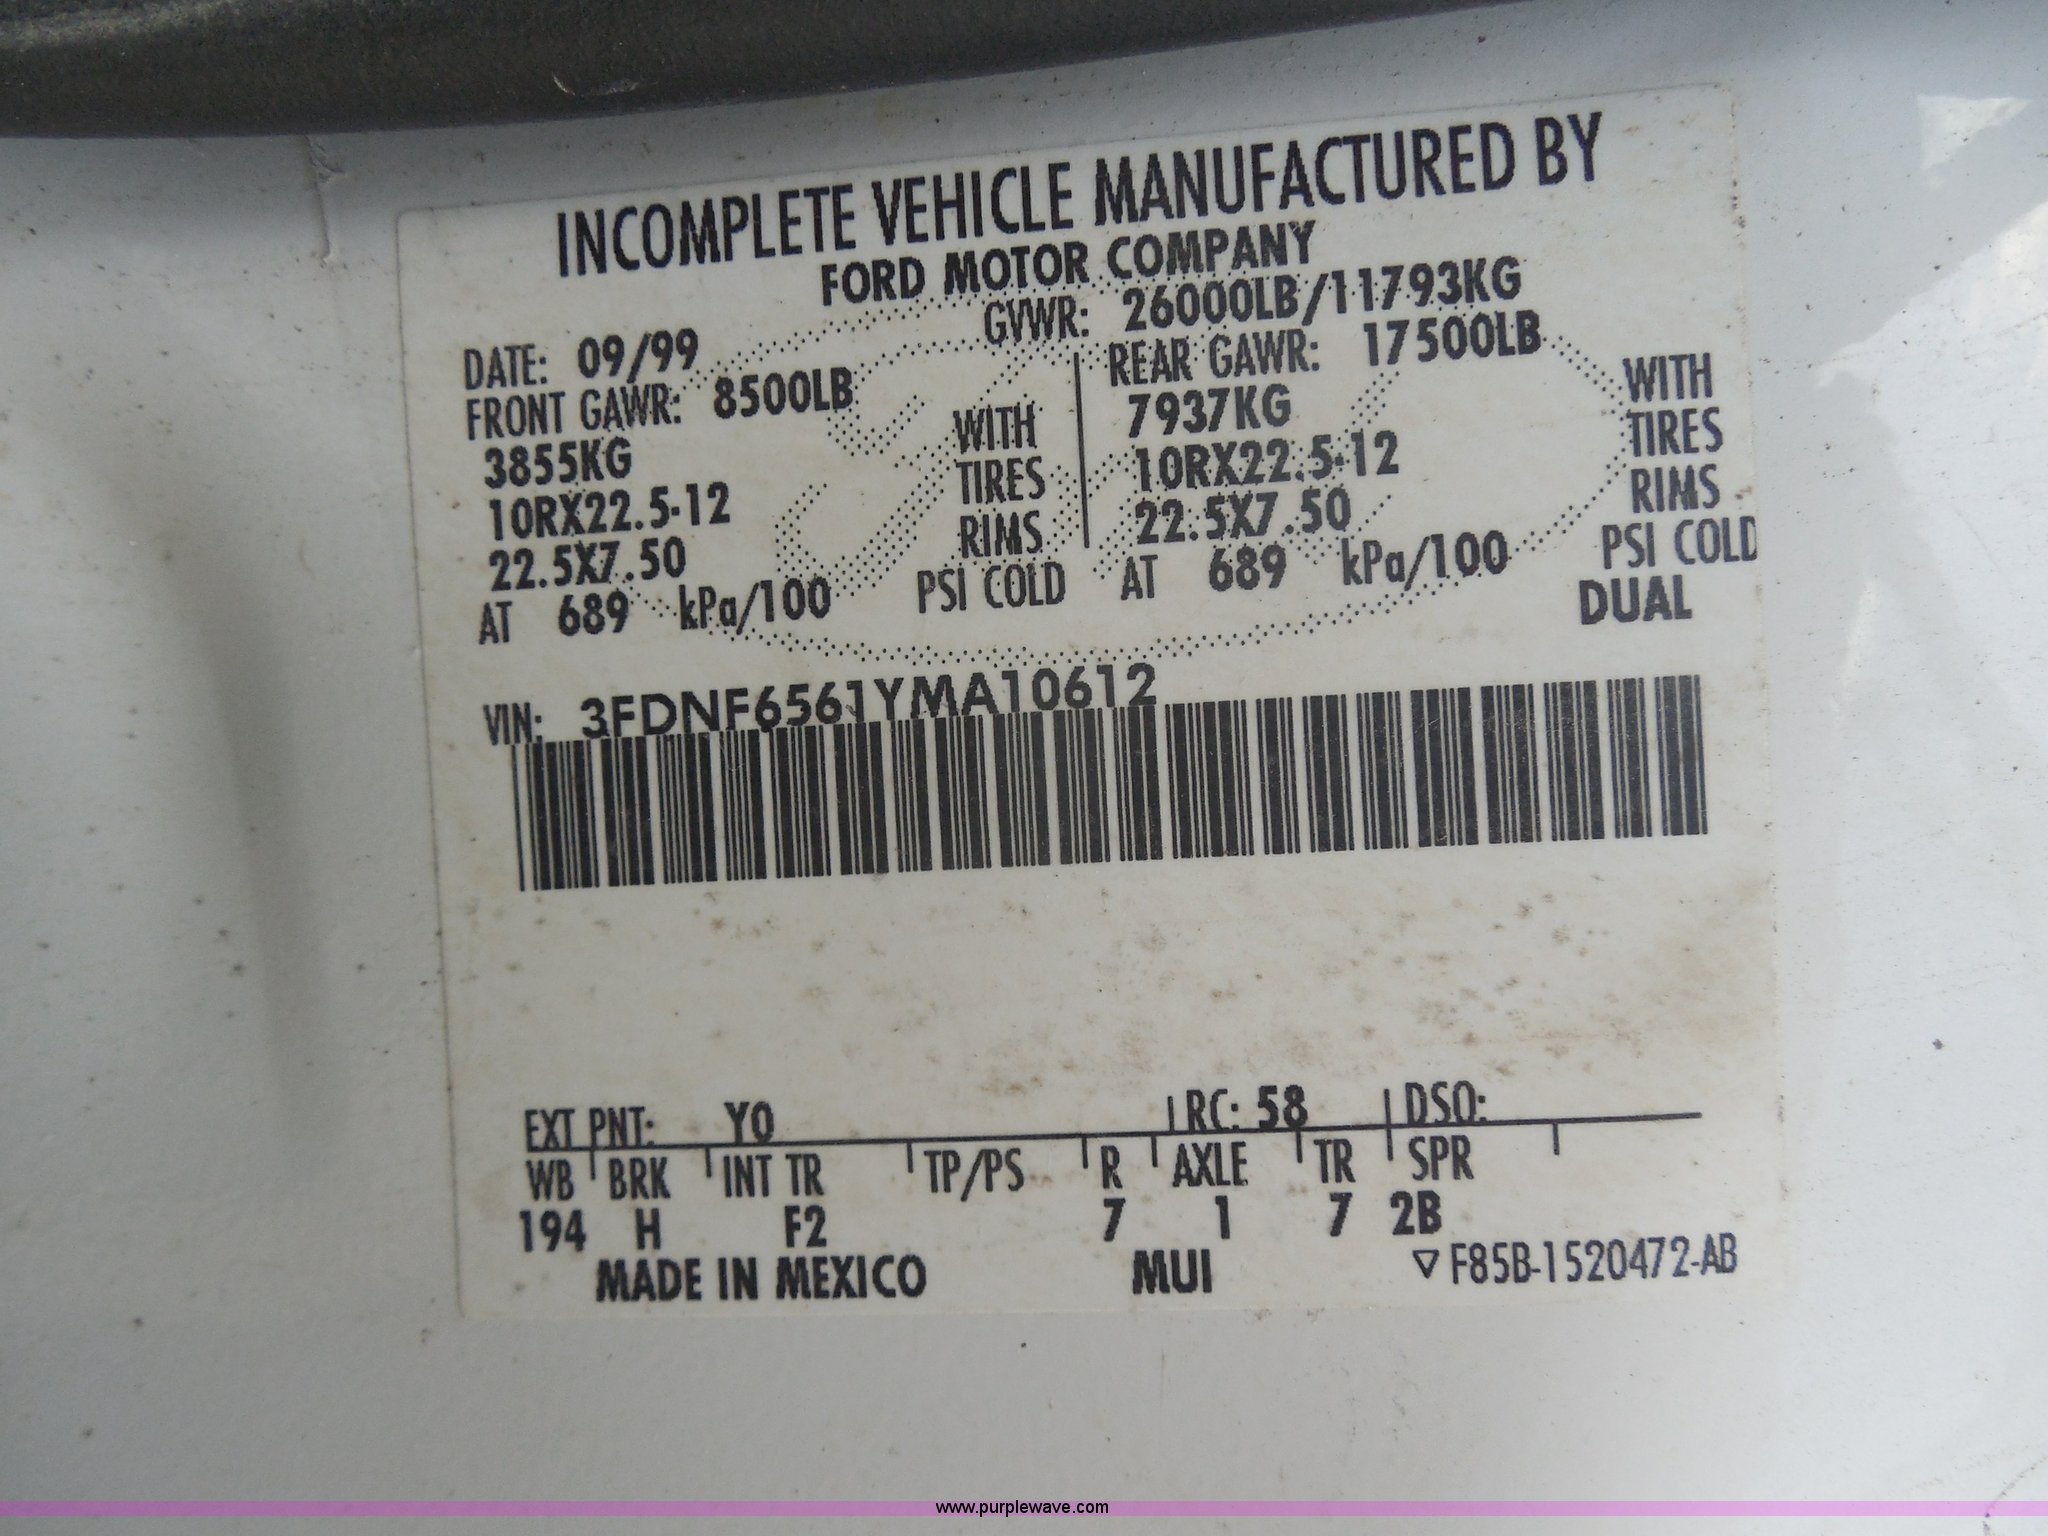 INCOMPLETE VEHICLE MANUFACTURED BY
FORD MOTOR COMPANY
DATE: 09/99 GVWR: 26000LB/11793KG
FRONT GAWR: 8500LB REAR GAWR: 17500LB
3855KG WITH 7937KG WITH
10RX22.5-12 TIRES 10RX22.5-12 TIRES
22.5X7.50 RIMS 22.5X7.50 RIMS
AT 689 kPa/100 PSI COLD AT 689 kPa/100 PSI COLD
DUAL
VIN: 3FDNF6561YMA10612
EXT PNT: YO RC: 58 DSO:
WB BRK INT TR TP/PS R AXLE TR SPR
194 H F2 7 1 7 2B
MADE IN MEXICO MUI F85B-1520472-AB
www.purplewave.com